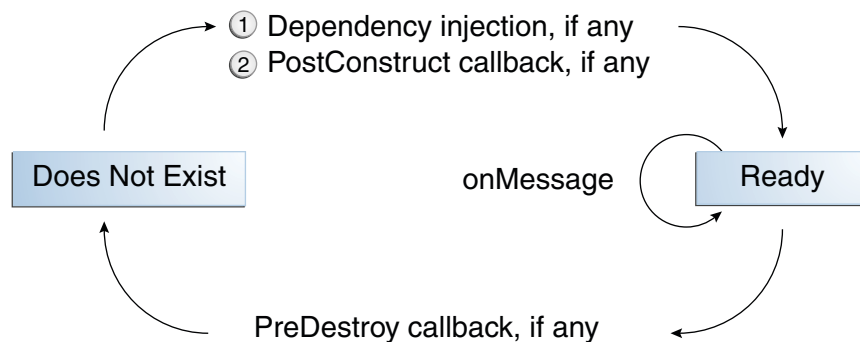 1 Dependency injection, if any
2 PostConstruct callback, if any
Does Not Exist
onMessage
Ready
PreDestroy callback, if any